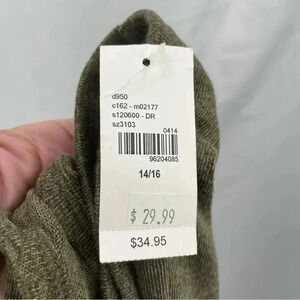 d950
c162 - m02177
s120600 - DR
sz3103
0414
96204085
14/16
$ 29.99
$34.95